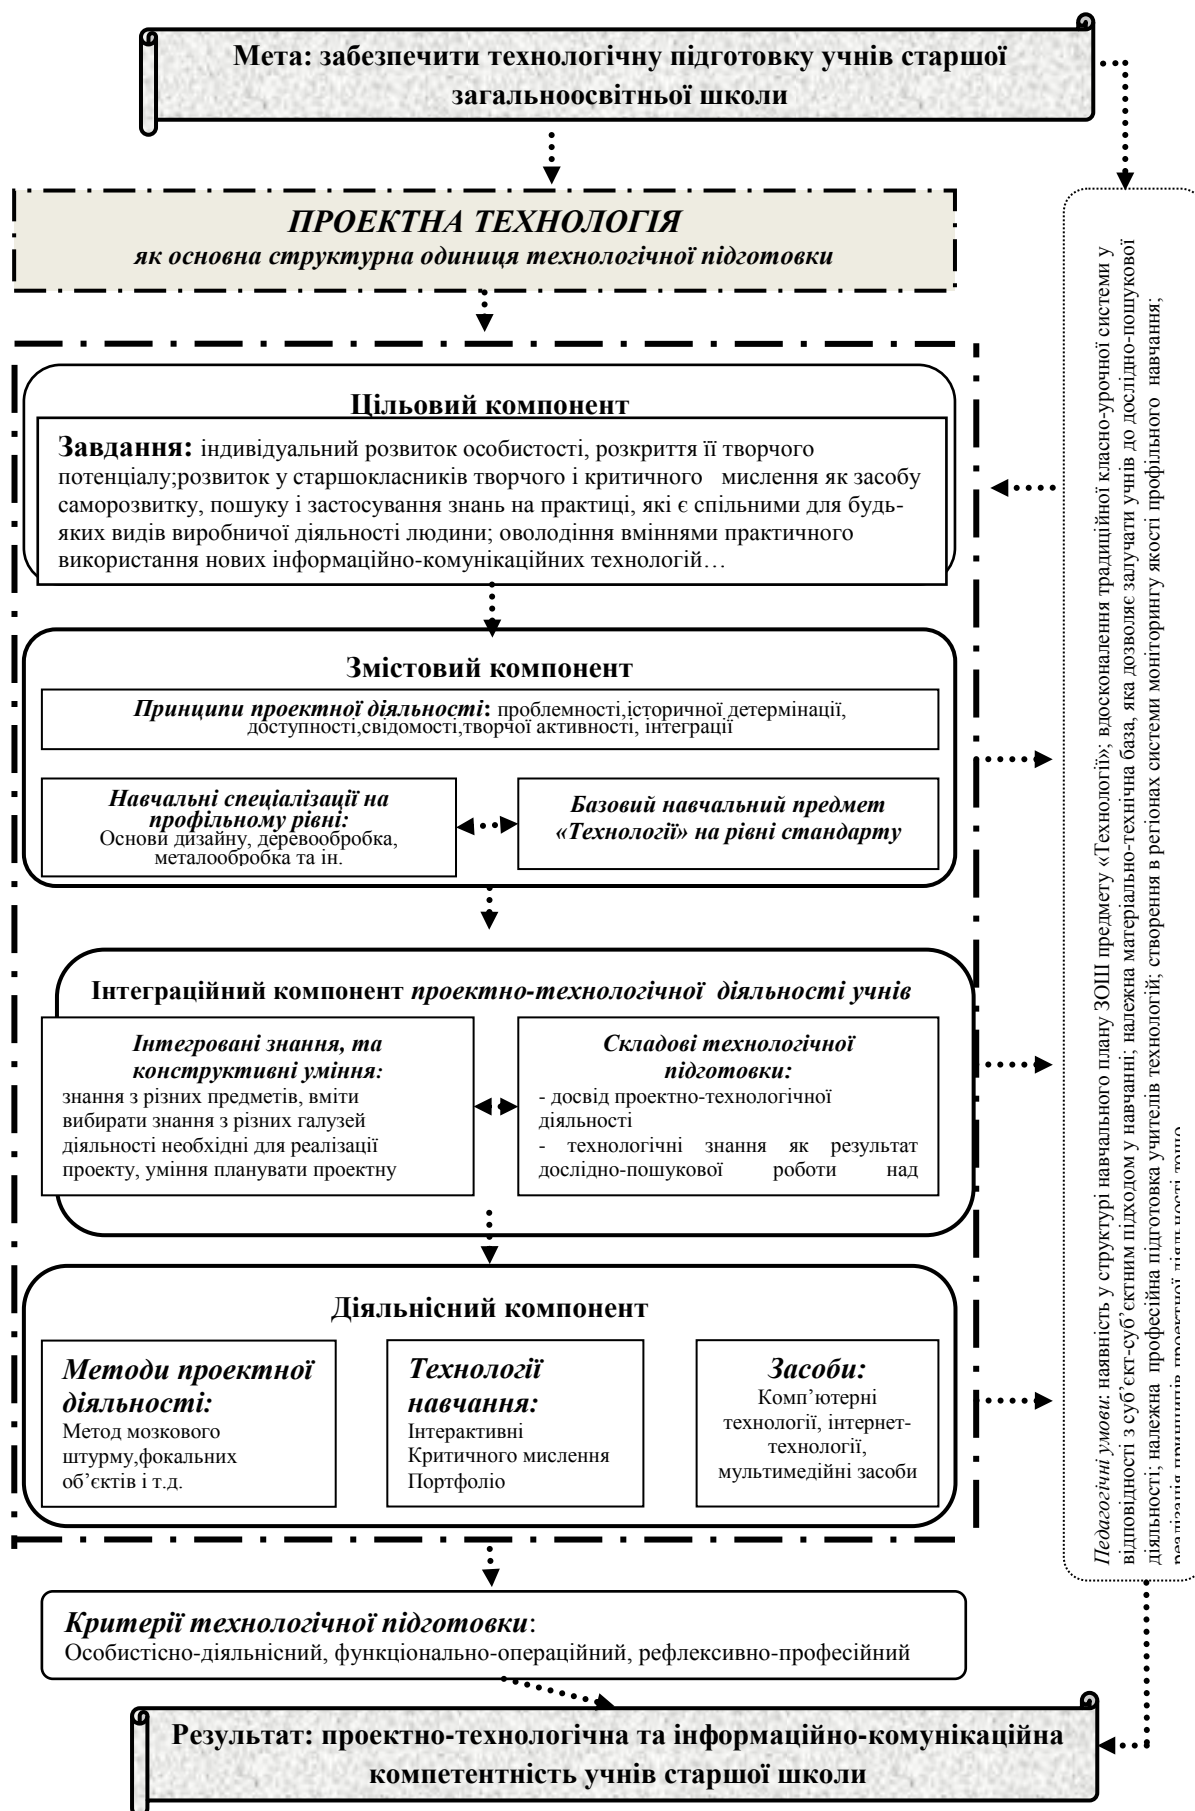 Мета: забезпечити технологічну підготовку учнів старшої
загальноосвітньої школи
ПРОЕКТНА ТЕХНОЛОГІЯ
як основна структурна одиниця технологічної підготовки
Цільовий компонент
Завдання: індивідуальний розвиток особистості, розкриття її творчого
потенціалу;розвиток у старшокласників творчого і критичного мислення як засобу
саморозвитку, пошуку і застосування знань на практиці, які є спільними для будь-
яких видів виробничої діяльності людини; оволодіння вміннями практичного
використання нових інформаційно-комунікаційних технологій…
Змістовий компонент
Принципи проектної діяльності: проблемності,історичної детермінації,
доступності,свідомості,творчої активності, інтеграції
Навчальні спеціалізації на
профільному рівні:
Основи дизайну, деревообробка,
металообробка та ін.
Базовий навчальний предмет
«Технології» на рівні стандарту
Інтеграційний компонент проектно-технологічної діяльності учнів
Інтегровані знання, та
конструктивні уміння:
знання з різних предметів, вміти
вибирати знання з різних галузей
діяльності необхідні для реалізації
проекту, уміння планувати проектну
Складові технологічної
підготовки:
- досвід проектно-технологічної
діяльності
- технологічні знання як результат
дослідно-пошукової роботи над
Діяльнісний компонент
Методи проектної
діяльності:
Метод мозкового
штурму,фокальних
об’єктів і т.д.
Технології
навчання:
Інтерактивні
Критичного мислення
Портфоліо
Засоби:
Комп’ютерні
технології, інтернет-
технології,
мультимедійні засоби
Критерії технологічної підготовки:
Особистісно-діяльнісний, функціонально-операційний, рефлексивно-професійний
Результат: проектно-технологічна та інформаційно-комунікаційна
компетентність учнів старшої школи
Педагогічні умови: наявність у структурі навчального плану ЗОШ предмету «Технології»; вдосконалення традиційної класно-урочної системи у
відповідності з суб’єкт-суб’єктним підходом у навчанні; належна матеріально-технічна база, яка дозволяє залучати учнів до дослідно-пошукової
діяльності; належна професійна підготовка учителів технологій; створення в регіонах системи моніторингу якості профільного навчання;
реалізація принципів проектної діяльності тощо